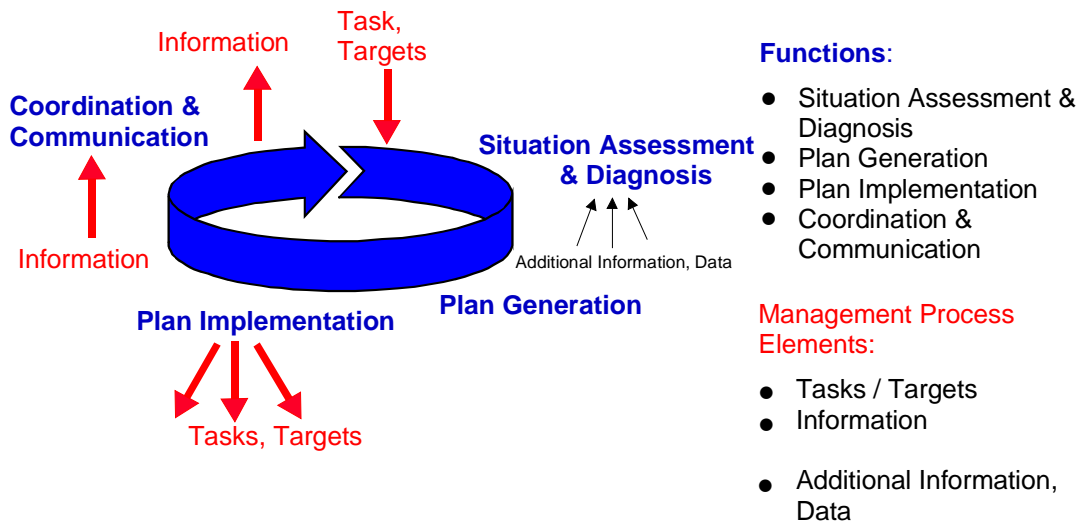 Task,
Targets
Information
Coordination &
Communication
Situation Assessment
& Diagnosis
Information
Additional Information, Data
Plan Generation
Plan Implementation
Tasks, Targets
Functions:
● Situation Assessment &
Diagnosis
● Plan Generation
● Plan Implementation
● Coordination &
Communication
Management Process
Elements:
● Tasks / Targets
● Information
● Additional Information,
Data